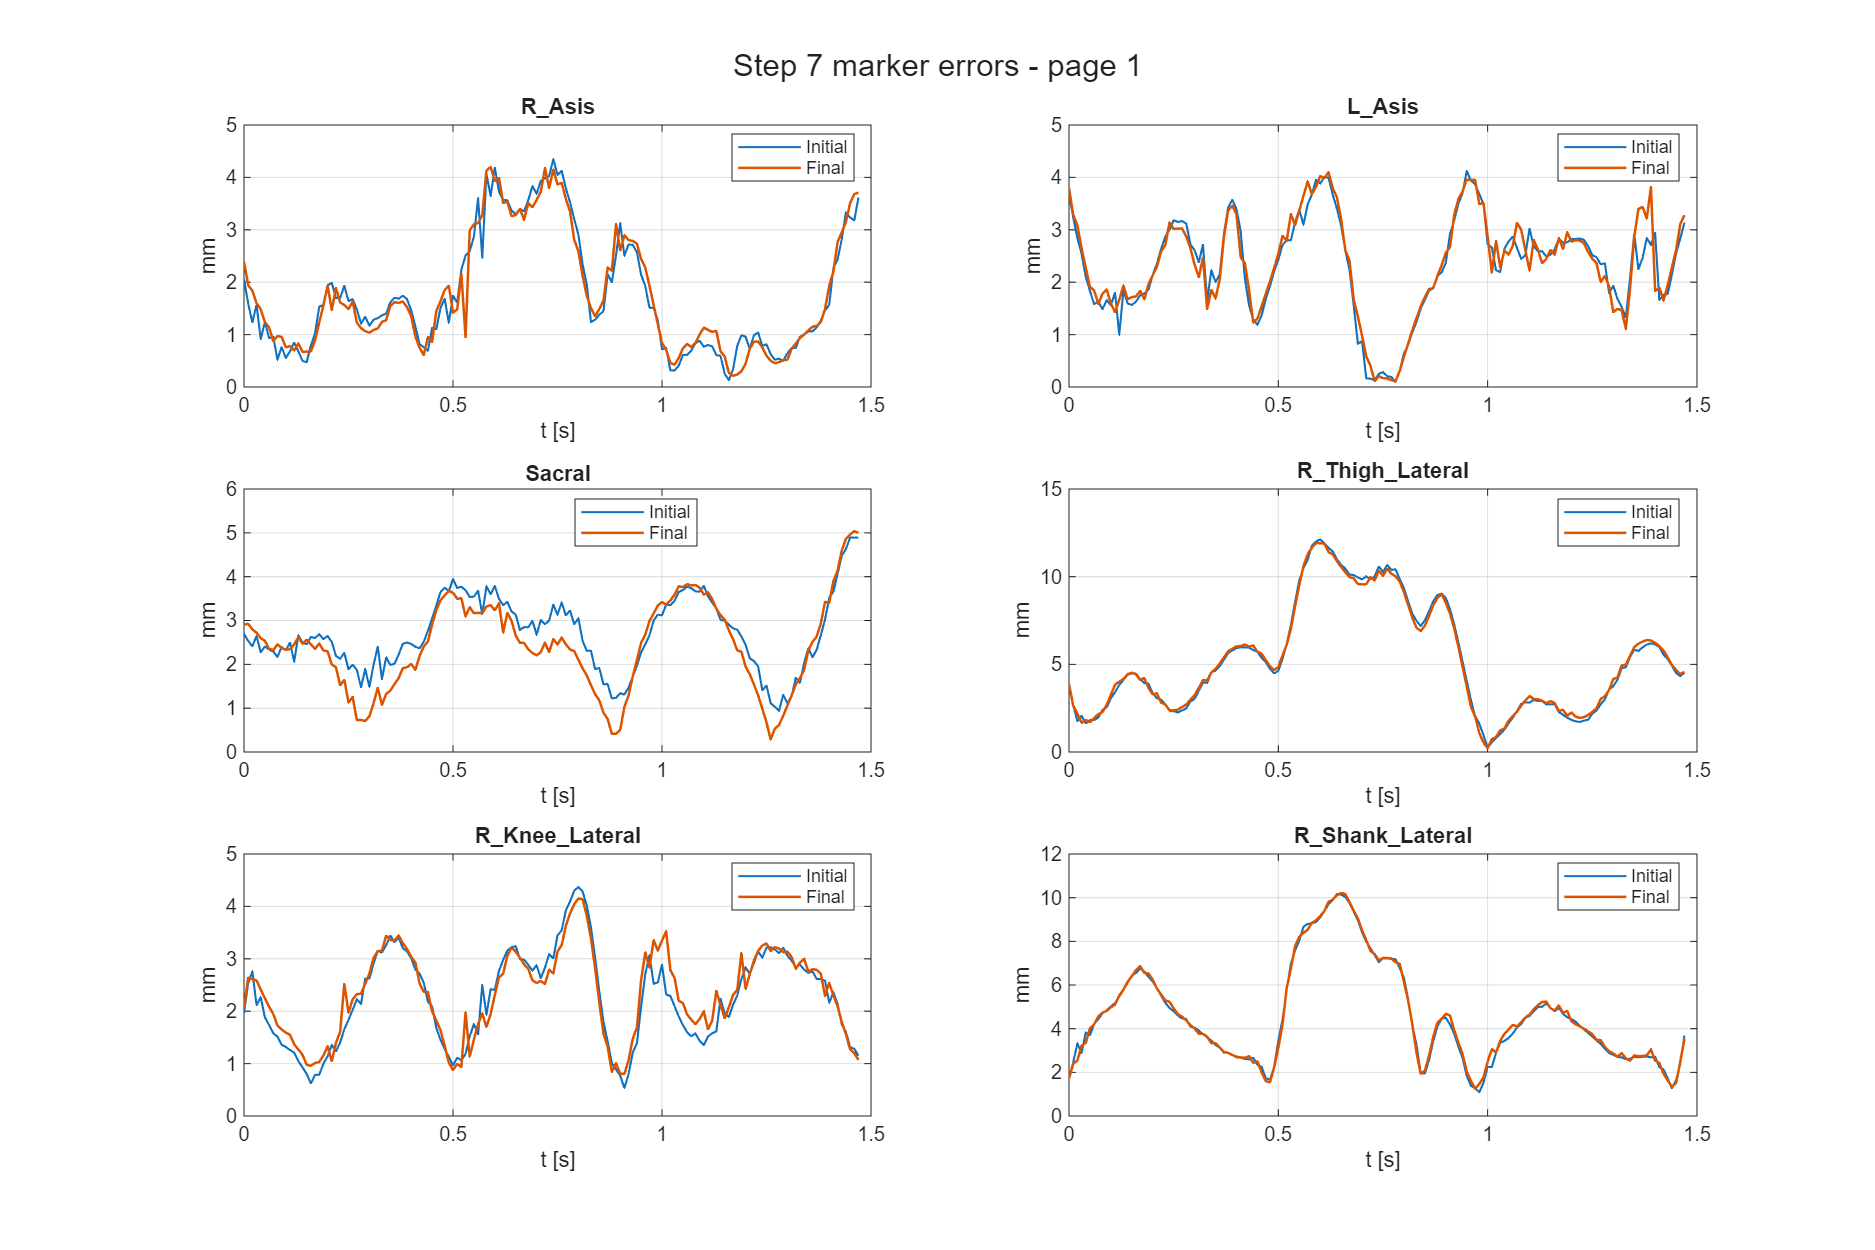 Step 7 marker errors - page 1
R_Asis
5
4
3
2
1
0
mm
Initial
Final
0
0.5
1
1.5
t [s]
L_Asis
5
4
3
2
1
0
mm
Initial
Final
0
0.5
1
1.5
t [s]
Sacral
6
5
4
3
2
1
0
mm
Initial
Final
0
0.5
1
1.5
t [s]
R_Thigh_Lateral
15
10
5
0
mm
Initial
Final
0
0.5
1
1.5
t [s]
R_Knee_Lateral
5
4
3
2
1
0
mm
Initial
Final
0
0.5
1
1.5
t [s]
R_Shank_Lateral
12
10
8
6
4
2
0
mm
Initial
Final
0
0.5
1
1.5
t [s]